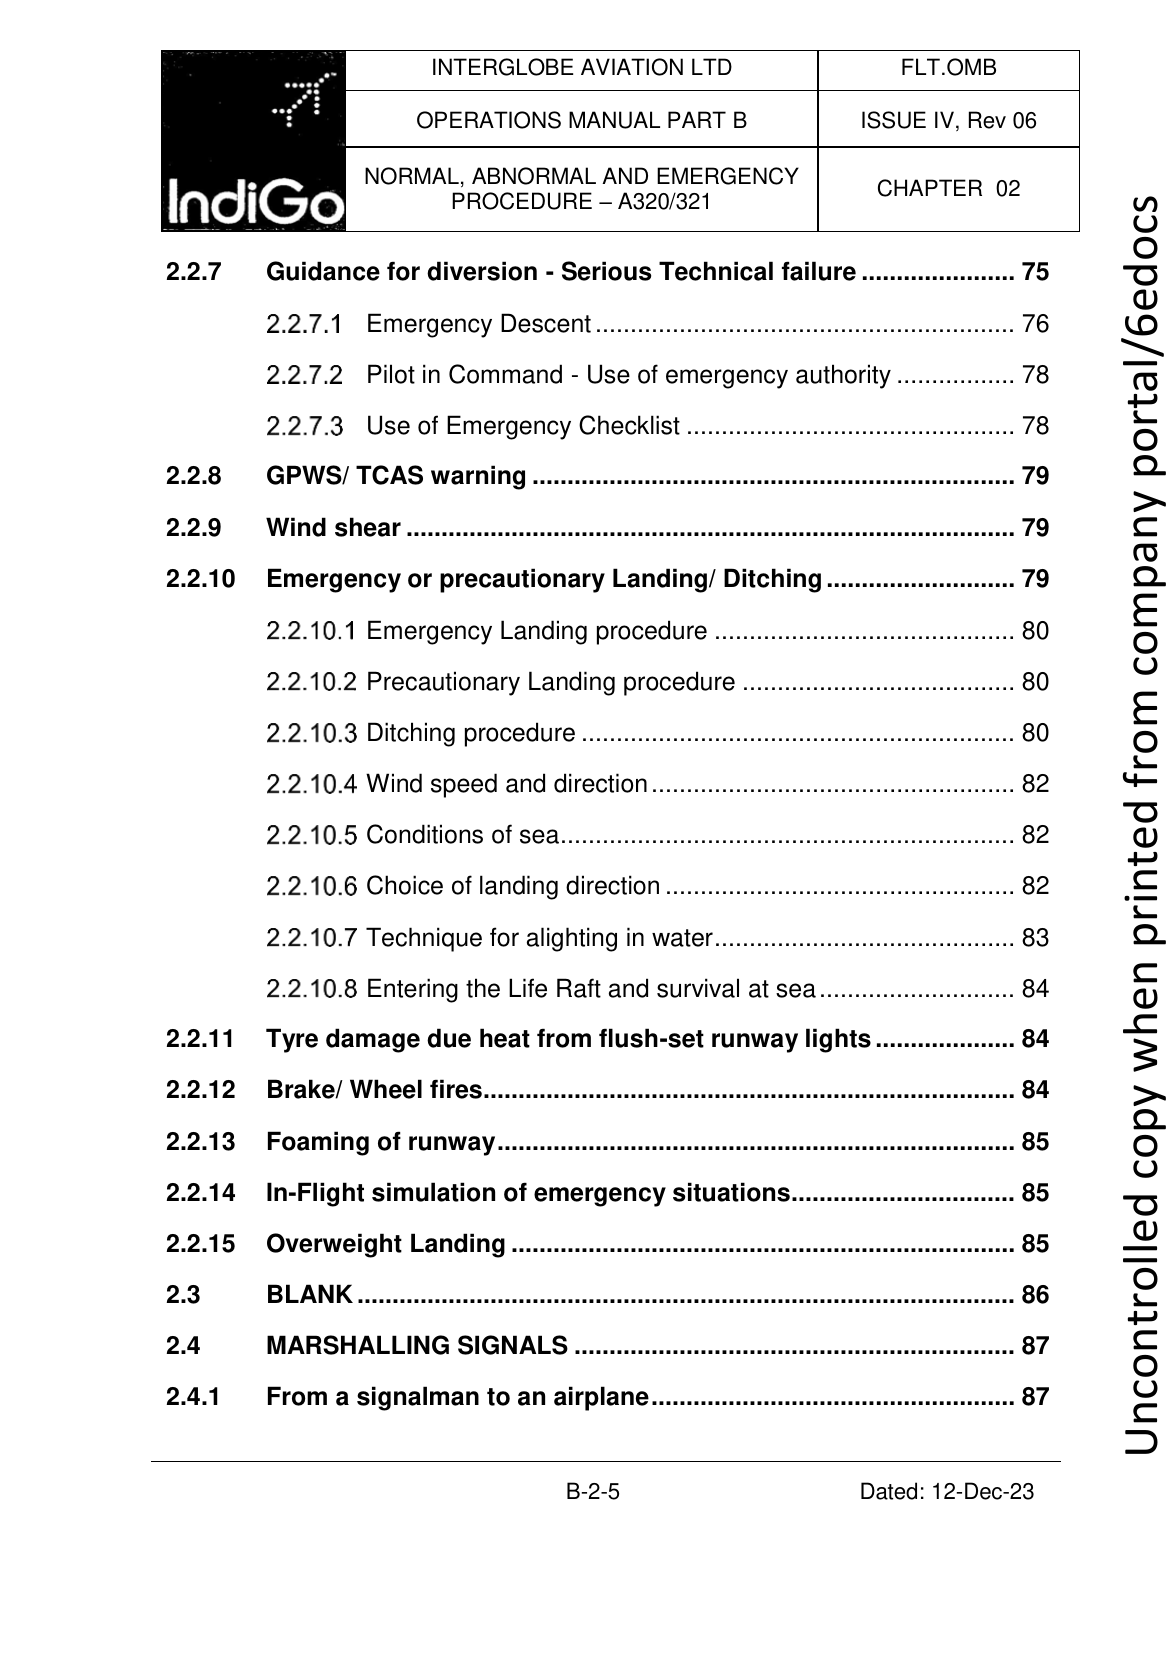 IndiGo
INTERGLOBE AVIATION LTD
FLT.OMB
OPERATIONS MANUAL PART B
ISSUE IV, Rev 06
NORMAL, ABNORMAL AND EMERGENCY
PROCEDURE – A320/321
CHAPTER 02
2.2.7 Guidance for diversion - Serious Technical failure ...................... 75
2.2.7.1 Emergency Descent ............................................................ 76
2.2.7.2 Pilot in Command - Use of emergency authority ................. 78
2.2.7.3 Use of Emergency Checklist ............................................... 78
2.2.8 GPWS/ TCAS warning ..................................................................... 79
2.2.9 Wind shear ....................................................................................... 79
2.2.10 Emergency or precautionary Landing/ Ditching ........................... 79
2.2.10.1 Emergency Landing procedure ........................................... 80
2.2.10.2 Precautionary Landing procedure ....................................... 80
2.2.10.3 Ditching procedure .............................................................. 80
2.2.10.4 Wind speed and direction .................................................... 82
2.2.10.5 Conditions of sea................................................................. 82
2.2.10.6 Choice of landing direction .................................................. 82
2.2.10.7 Technique for alighting in water........................................... 83
2.2.10.8 Entering the Life Raft and survival at sea ............................ 84
2.2.11 Tyre damage due heat from flush-set runway lights .................... 84
2.2.12 Brake/ Wheel fires............................................................................ 84
2.2.13 Foaming of runway .......................................................................... 85
2.2.14 In-Flight simulation of emergency situations................................ 85
2.2.15 Overweight Landing ........................................................................ 85
2.3 BLANK .............................................................................................. 86
2.4 MARSHALLING SIGNALS ............................................................... 87
2.4.1 From a signalman to an airplane .................................................... 87
B-2-5
Dated: 12-Dec-23
Uncontrolled copy when printed from company portal/6edocs